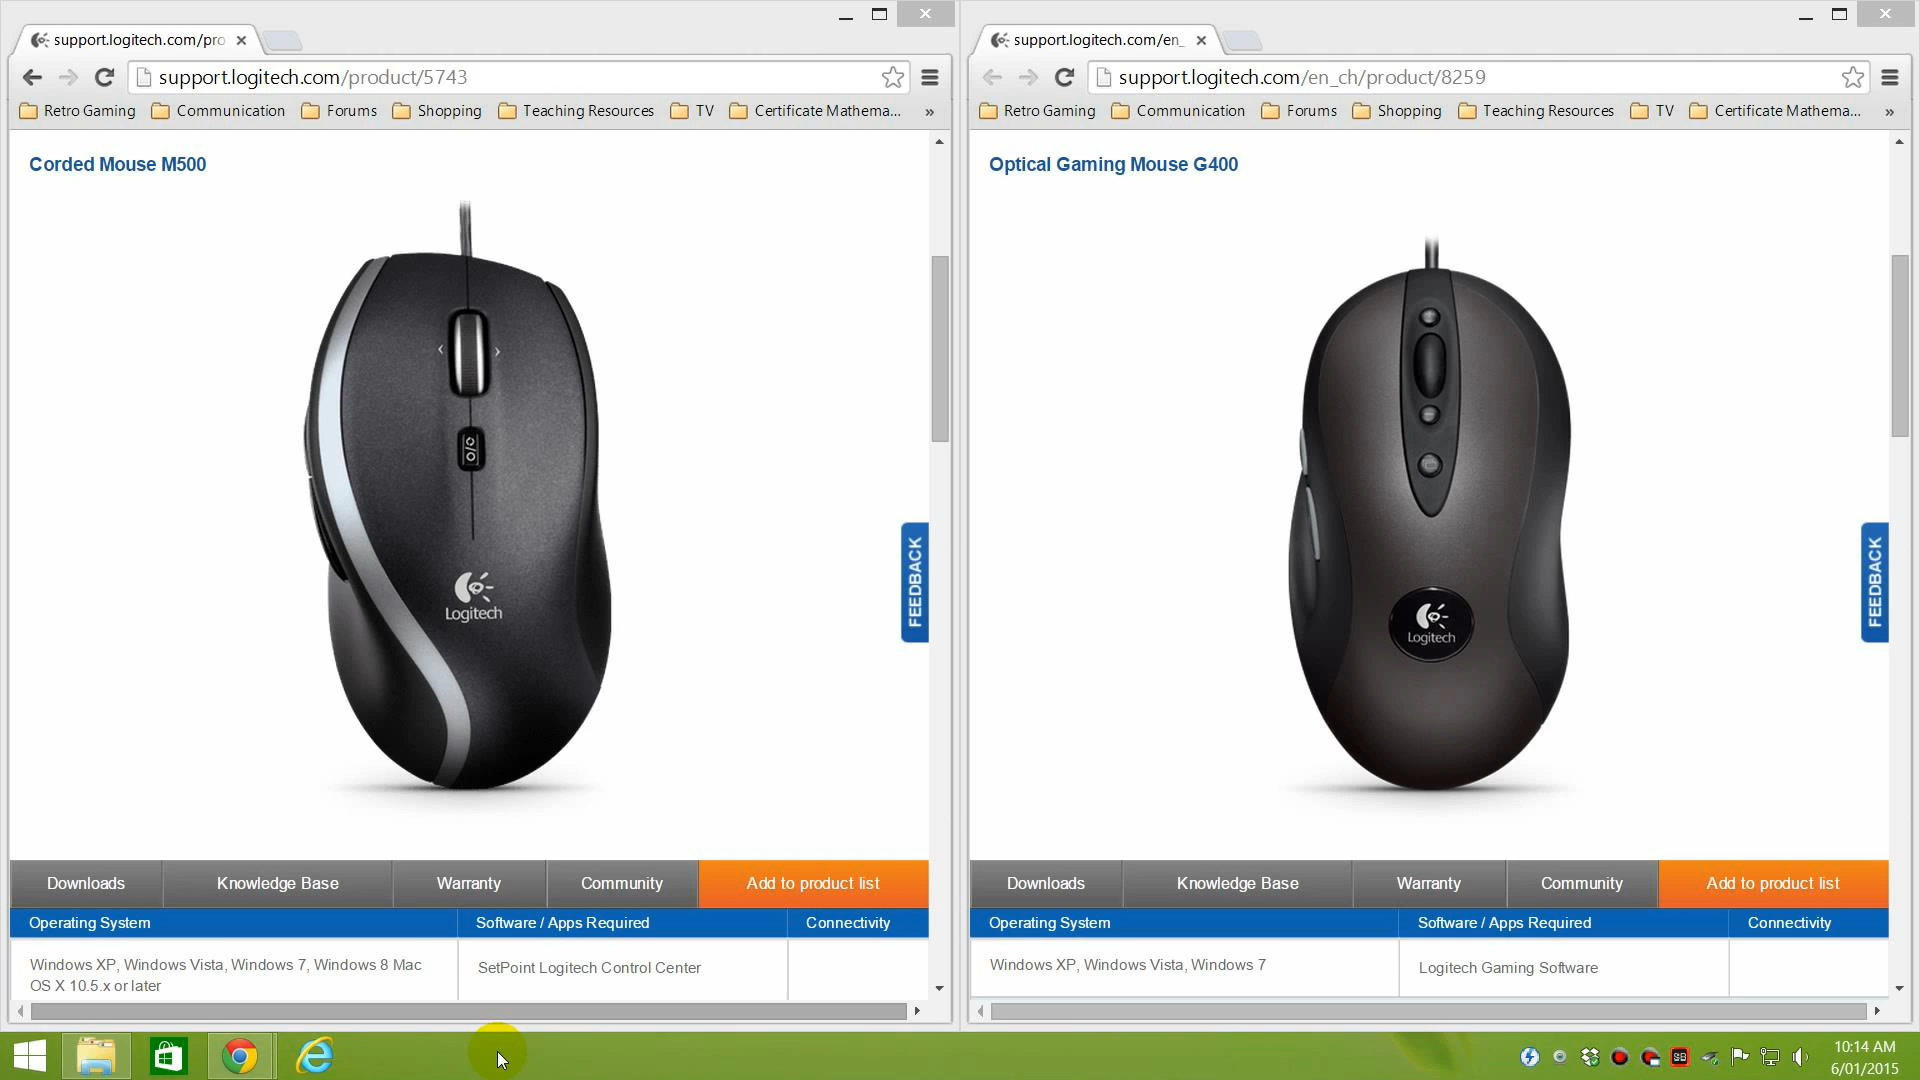 support.logitech.com/pro
support.logitech.com/product/5743
Retro Gaming Communication Forums Shopping Teaching Resources TV Certificate Mathema... »
Corded Mouse M500
Logitech
FEEDBACK
Downloads Knowledge Base Warranty Community Add to product list
Operating System Software / Apps Required Connectivity
Windows XP, Windows Vista, Windows 7, Windows 8 Mac
OS X 10.5.x or later
SetPoint Logitech Control Center
support.logitech.com/en_
support.logitech.com/en_ch/product/8259
Retro Gaming Communication Forums Shopping Teaching Resources TV Certificate Mathema... »
Optical Gaming Mouse G400
Logitech
FEEDBACK
Downloads Knowledge Base Warranty Community Add to product list
Operating System Software / Apps Required Connectivity
Windows XP, Windows Vista, Windows 7
Logitech Gaming Software
SB
10:14 AM
6/01/2015